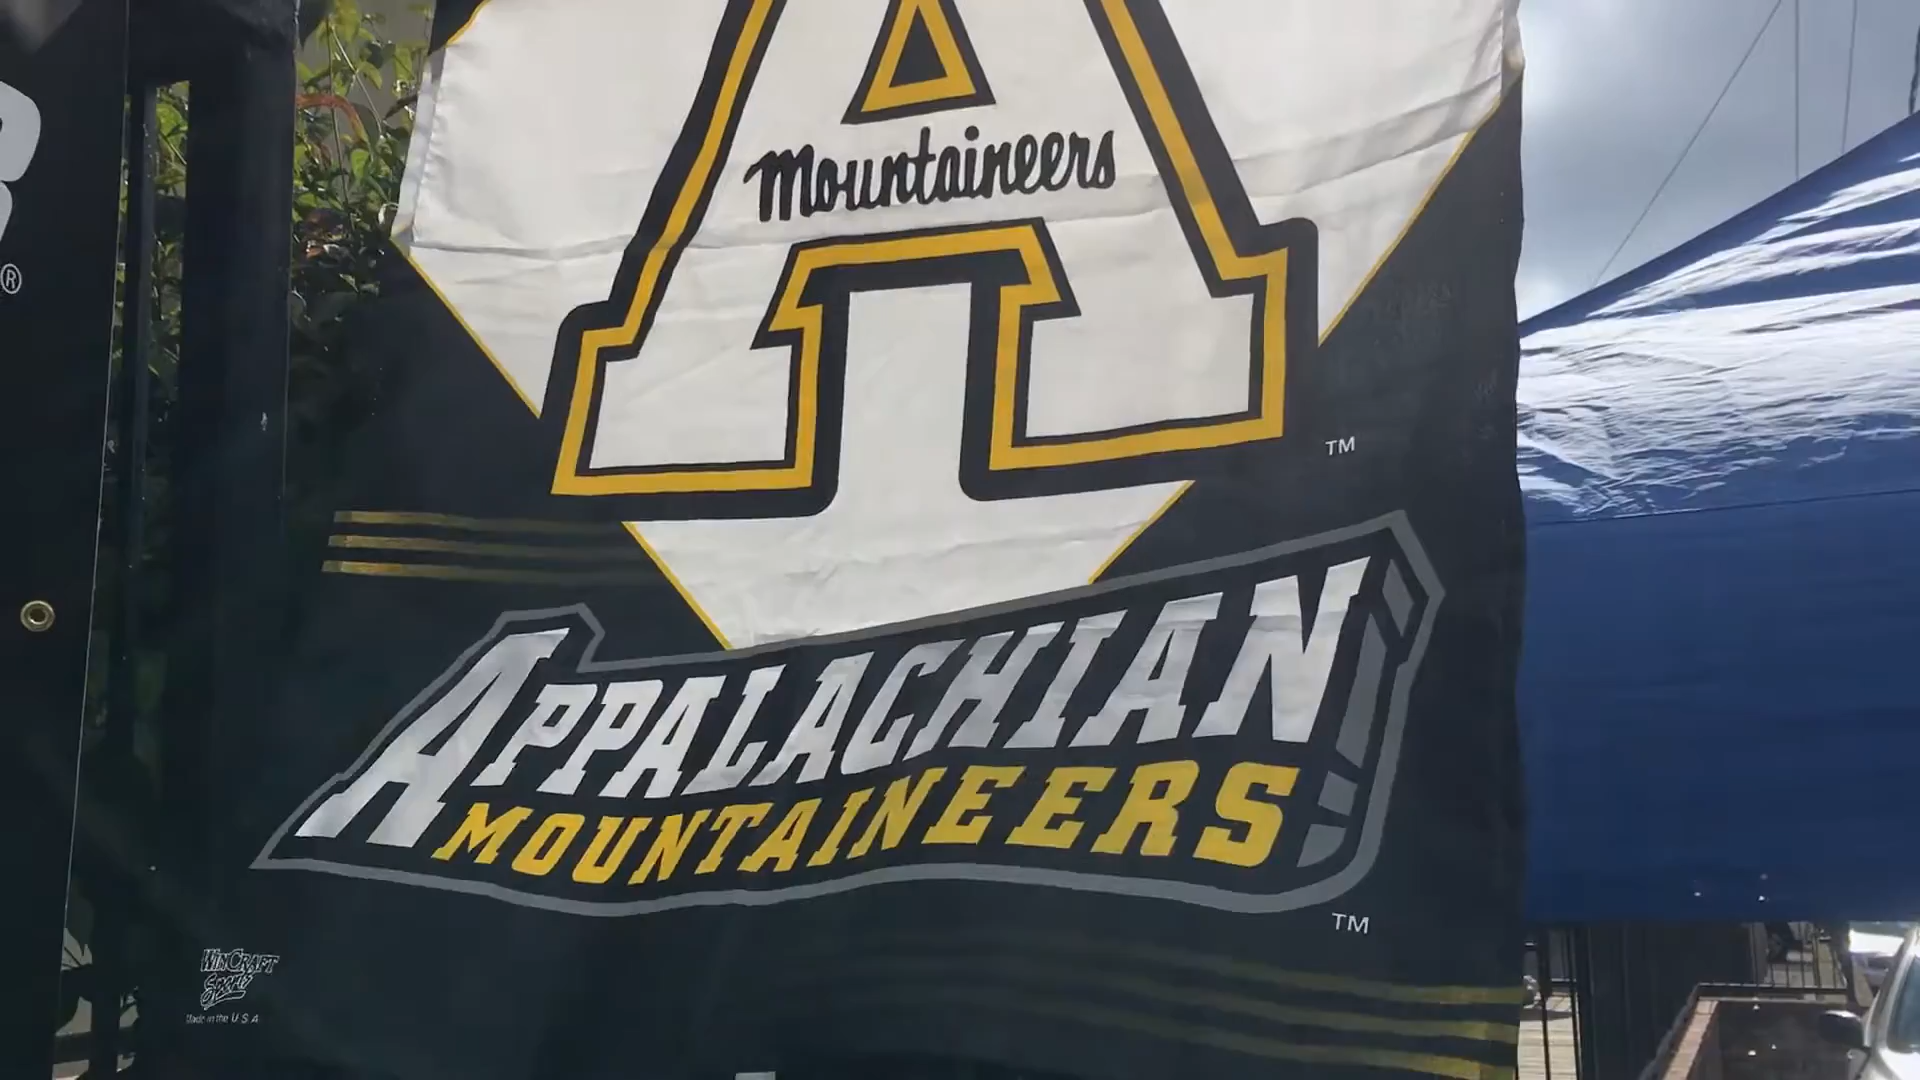 A
Mountaineers
®
TM
APPALACHIAN
MOUNTAINEERS
TM
WINCRAFT
Sports
Made in the U S A